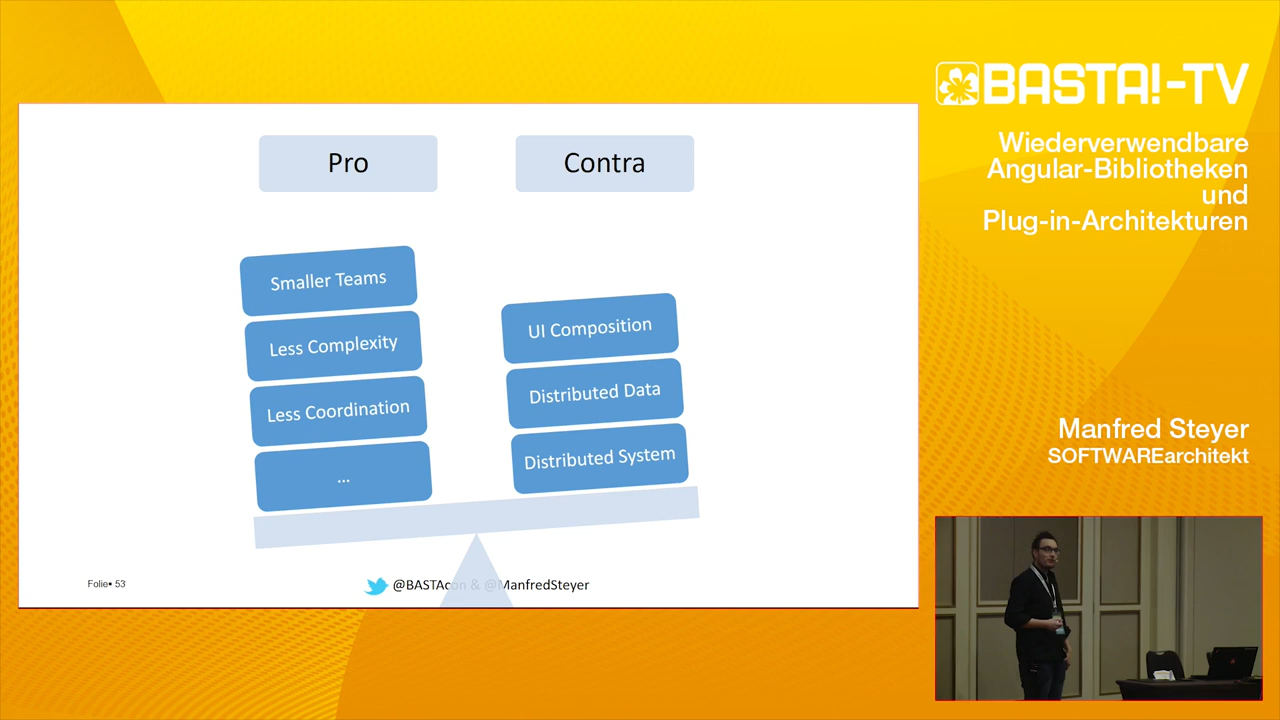 BASTA!-TV
Wiederverwendbare
Angular-Bibliotheken
und
Plug-in-Architekturen
Pro
Contra
Smaller Teams
Less Complexity
Less Coordination
...
UI Composition
Distributed Data
Distributed System
Folie▪ 53
@BASTAcon & @ManfredSteyer
Manfred Steyer
SOFTWAREarchitekt